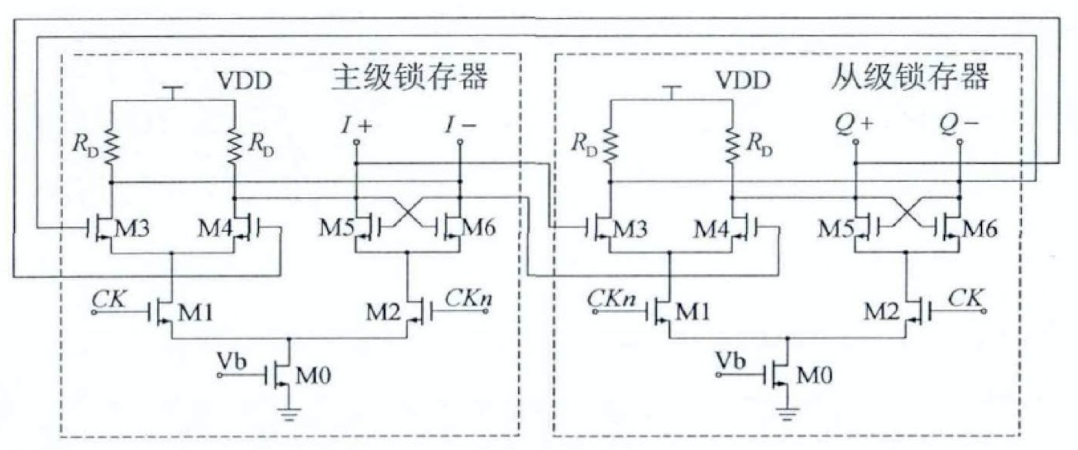 VDD 主级锁存器 VDD 从级锁存器
I+ I− Q+ Q−
R_D R_D R_D R_D
M3 M4 M5 M6 M3 M4 M5 M6
CK M1 M2 CKn CKn M1 M2 CK
Vb M0 Vb M0